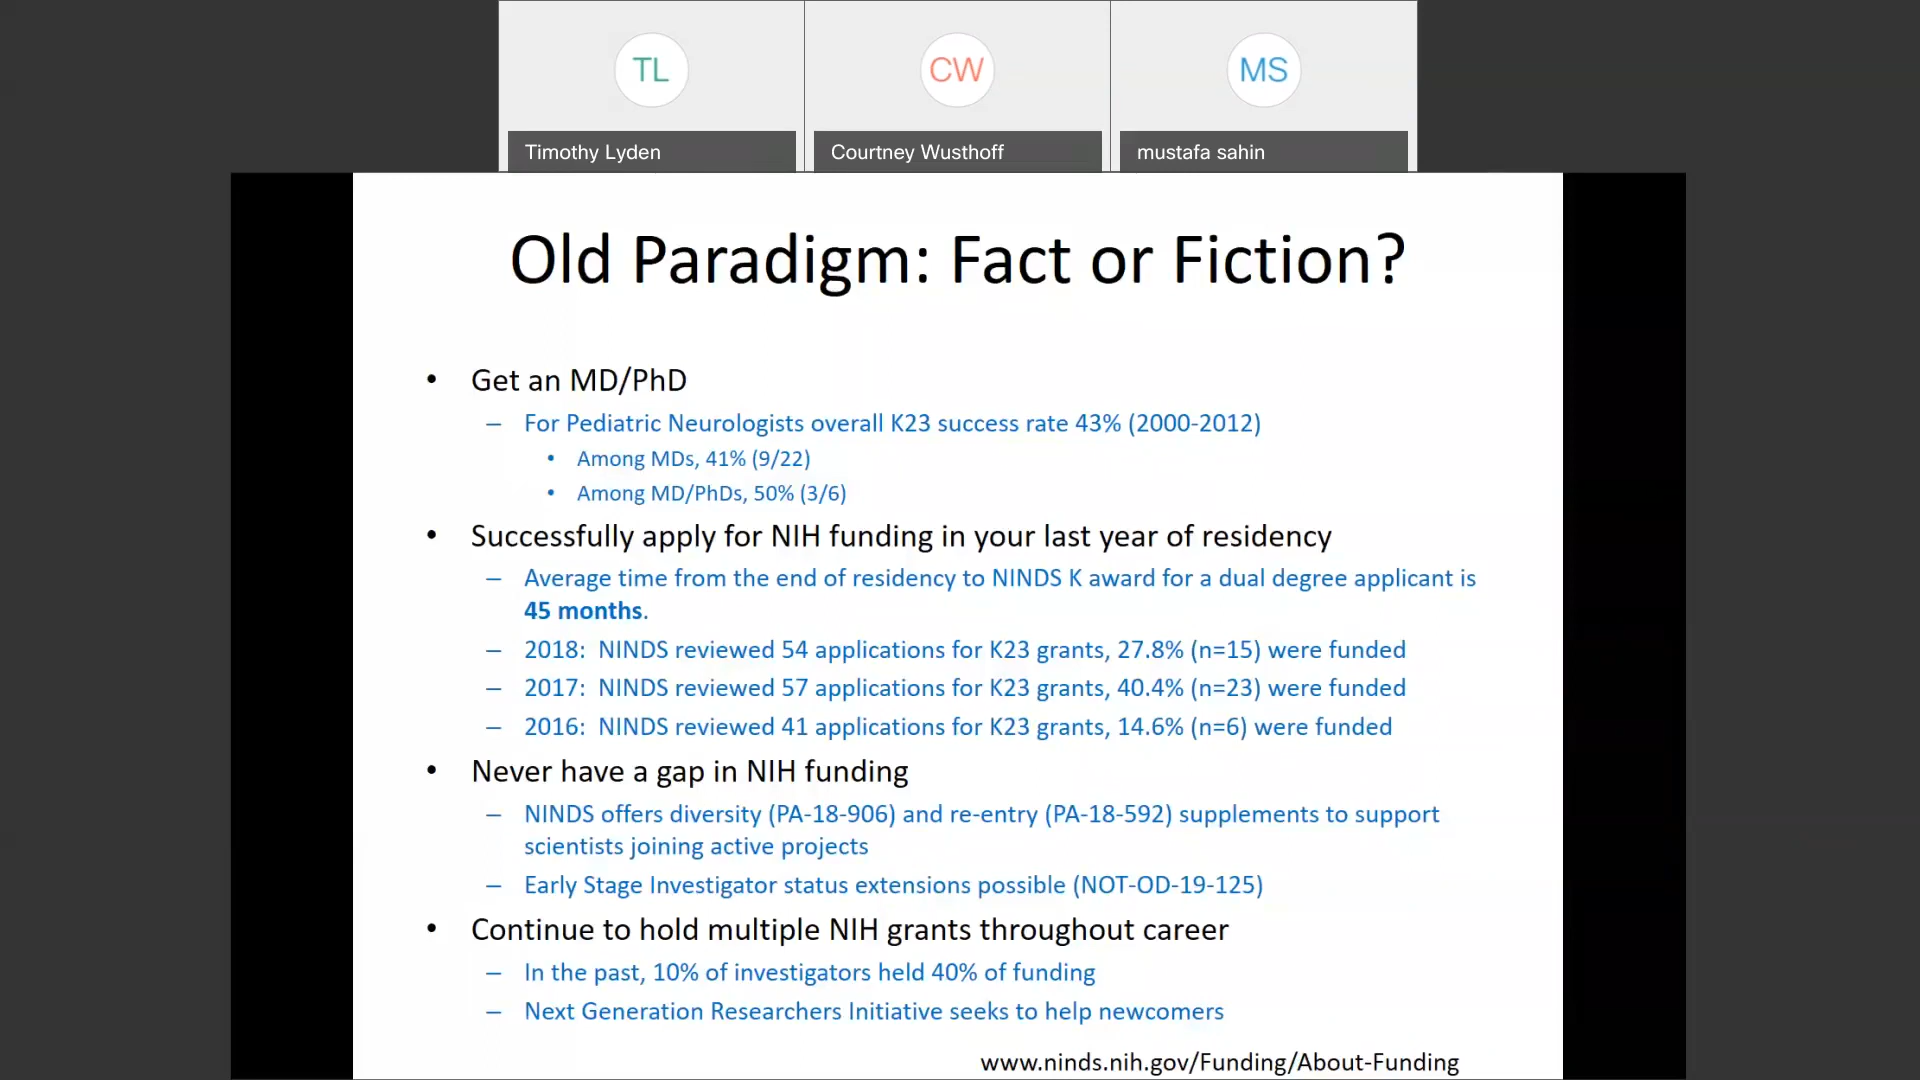 TL
CW
MS
Timothy Lyden
Courtney Wusthoff
mustafa sahin
Old Paradigm: Fact or Fiction?
• Get an MD/PhD
– For Pediatric Neurologists overall K23 success rate 43% (2000-2012)
• Among MDs, 41% (9/22)
• Among MD/PhDs, 50% (3/6)
• Successfully apply for NIH funding in your last year of residency
– Average time from the end of residency to NINDS K award for a dual degree applicant is
45 months.
– 2018:  NINDS reviewed 54 applications for K23 grants, 27.8% (n=15) were funded
– 2017:  NINDS reviewed 57 applications for K23 grants, 40.4% (n=23) were funded
– 2016:  NINDS reviewed 41 applications for K23 grants, 14.6% (n=6) were funded
• Never have a gap in NIH funding
– NINDS offers diversity (PA-18-906) and re-entry (PA-18-592) supplements to support
scientists joining active projects
– Early Stage Investigator status extensions possible (NOT-OD-19-125)
• Continue to hold multiple NIH grants throughout career
– In the past, 10% of investigators held 40% of funding
– Next Generation Researchers Initiative seeks to help newcomers
www.ninds.nih.gov/Funding/About-Funding